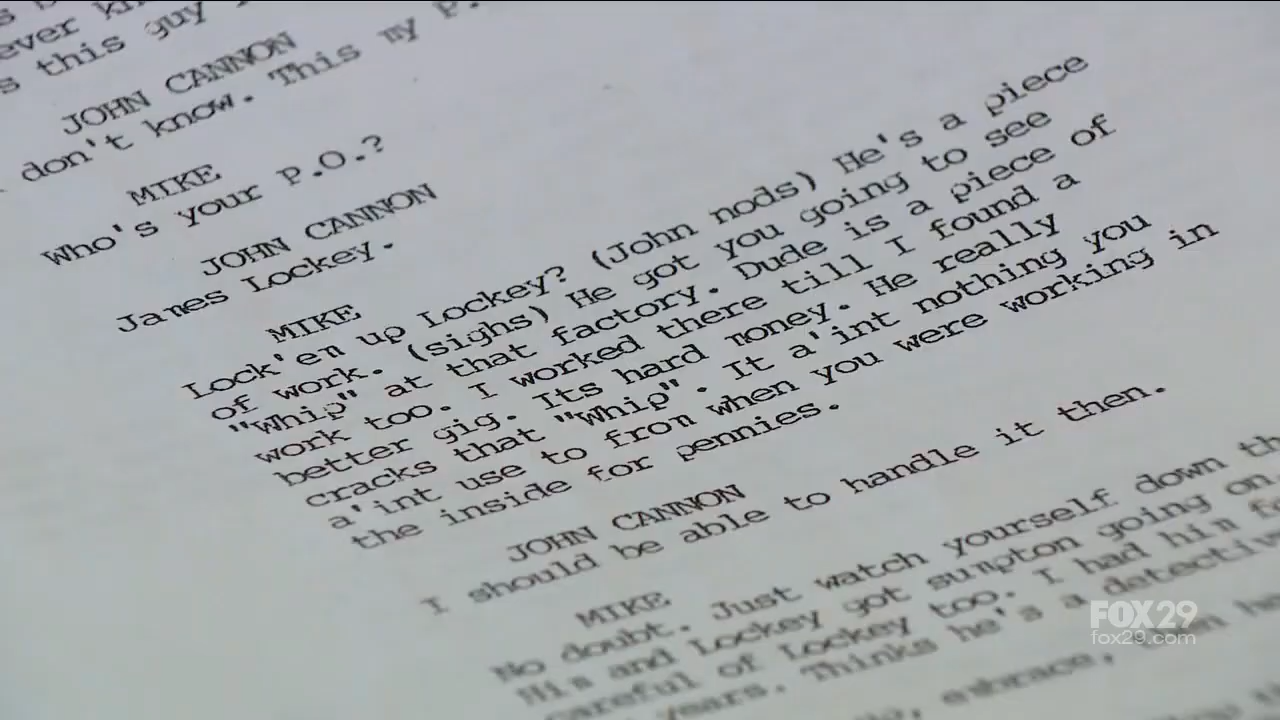 this guy
JOHN CANNON
don't know. This my P.
MIKE
Who's your P.O.?
JOHN CANNON
James Lockey.
MIKE
Lock'em up Lockey? (John nods) He's a piece
of work. (sighs) He got you going to see
"Whip" at that factory. Dude is a piece of
work too. I worked there till I found a
better gig. Its hard money. He really
cracks that "Whip". It a'int nothing you
a'int use to from when you were working in
the inside for pennies.
JOHN CANNON
I should be able to handle it then.
MIKE
No doubt. Just watch yourself down
Him and Lockey got sumpton going on.
careful of Lockey too. I had him
years. Thinks he's a
FOX29
fox29.com